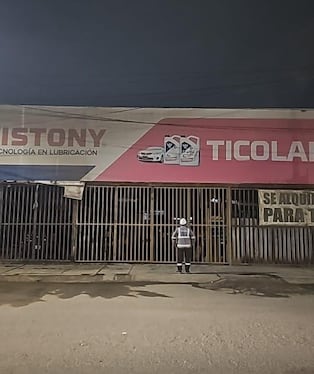 ISTONY
CNOLOGÍA EN LUBRICACIÓN
TICOLA
SE ALQUI
PARA T